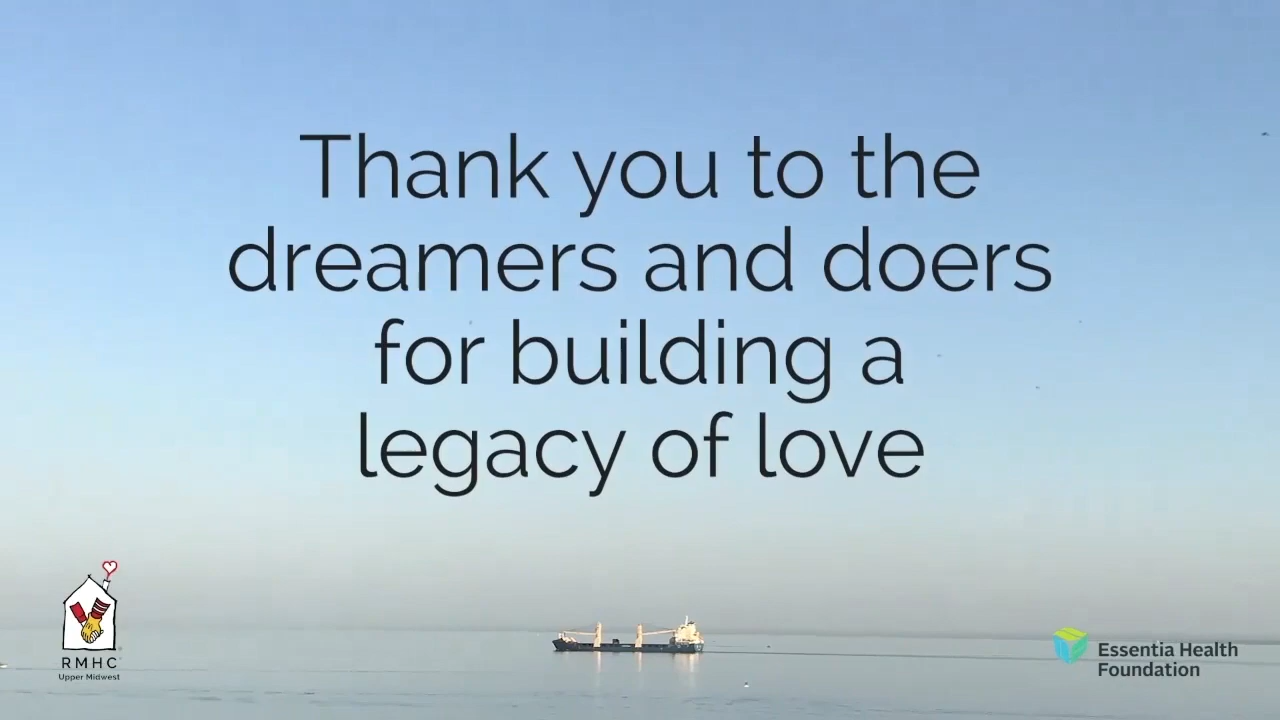 Thank you to the
dreamers and doers
for building a
legacy of love
RMHC
Upper Midwest
Essentia Health
Foundation